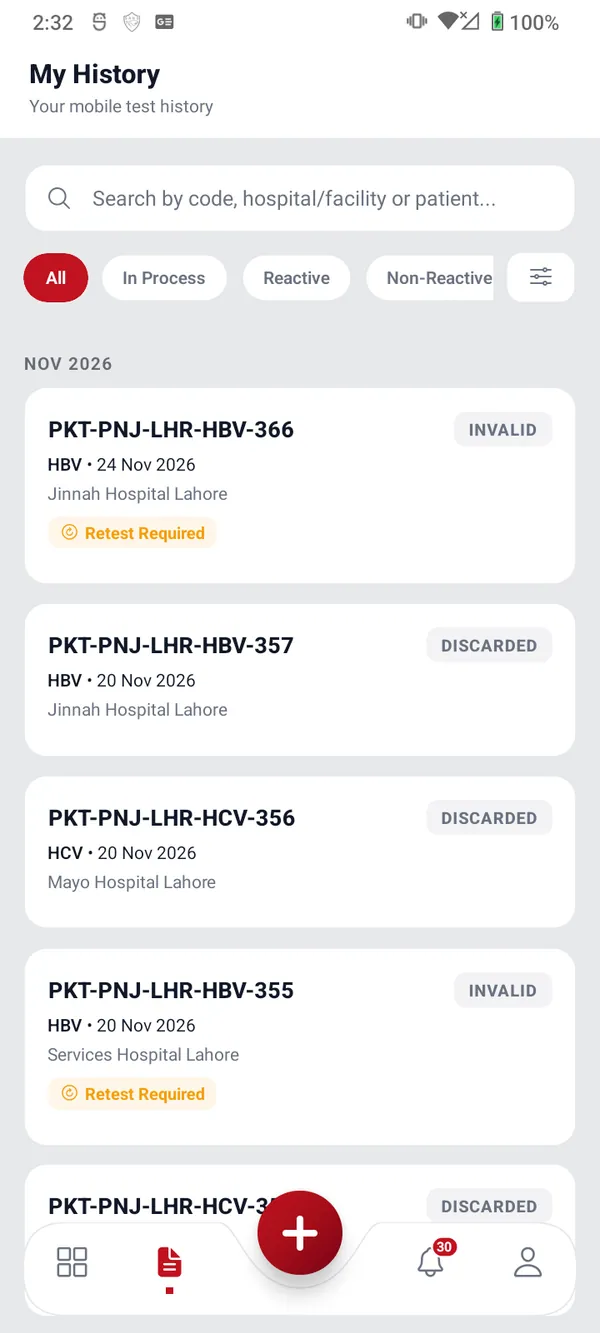 2:32
100%
My History
Your mobile test history
Search by code, hospital/facility or patient...
All
In Process
Reactive
Non-Reactive
NOV 2026
PKT-PNJ-LHR-HBV-366
INVALID
HBV • 24 Nov 2026
Jinnah Hospital Lahore
Retest Required
PKT-PNJ-LHR-HBV-357
DISCARDED
HBV • 20 Nov 2026
Jinnah Hospital Lahore
PKT-PNJ-LHR-HCV-356
DISCARDED
HCV • 20 Nov 2026
Mayo Hospital Lahore
PKT-PNJ-LHR-HBV-355
INVALID
HBV • 20 Nov 2026
Services Hospital Lahore
Retest Required
PKT-PNJ-LHR-HCV-3
DISCARDED
30